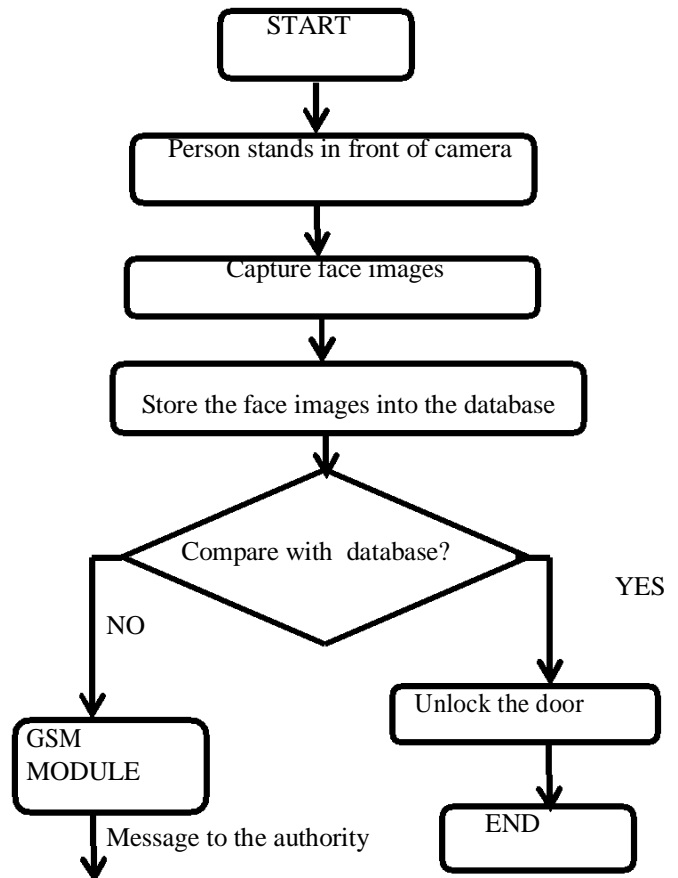 START
Person stands in front of camera
Capture face images
Store the face images into the database
Compare with database?
YES
NO
Unlock the door
GSM
MODULE
END
Message to the authority